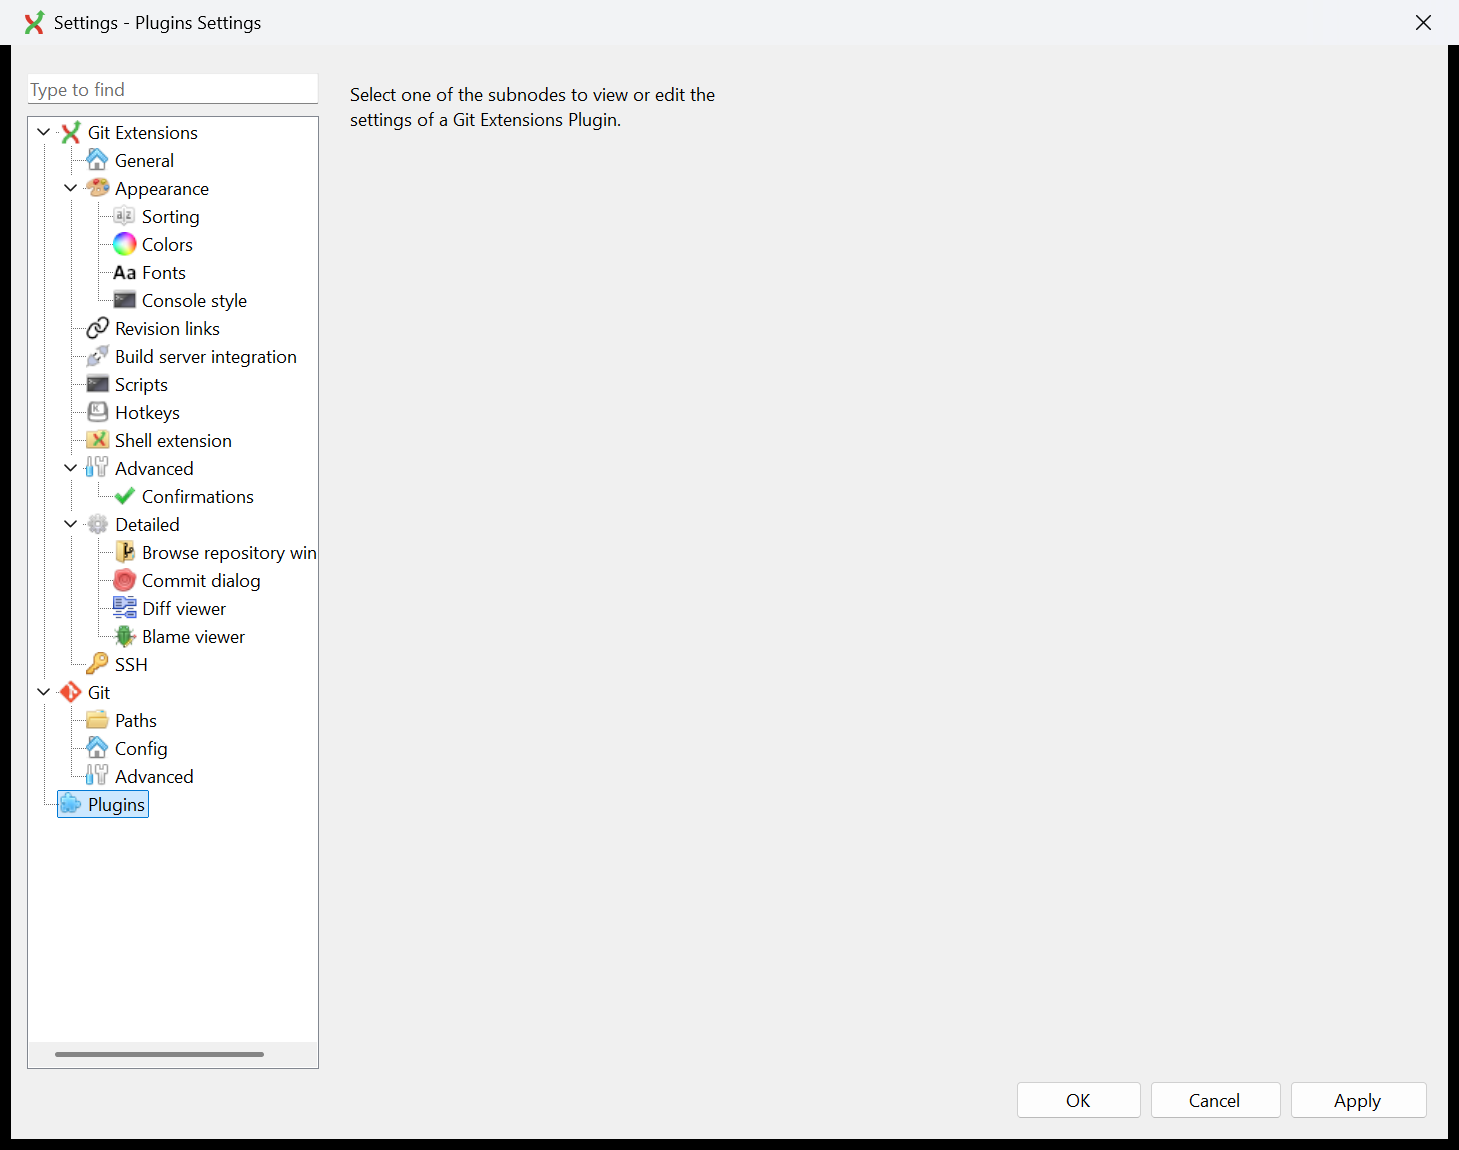 Settings - Plugins Settings
Type to find
Select one of the subnodes to view or edit the
settings of a Git Extensions Plugin.
Git Extensions
General
Appearance
Sorting
Colors
Aa Fonts
Console style
Revision links
Build server integration
Scripts
Hotkeys
Shell extension
Advanced
Confirmations
Detailed
Browse repository win
Commit dialog
Diff viewer
Blame viewer
SSH
Git
Paths
Config
Advanced
Plugins
OK
Cancel
Apply